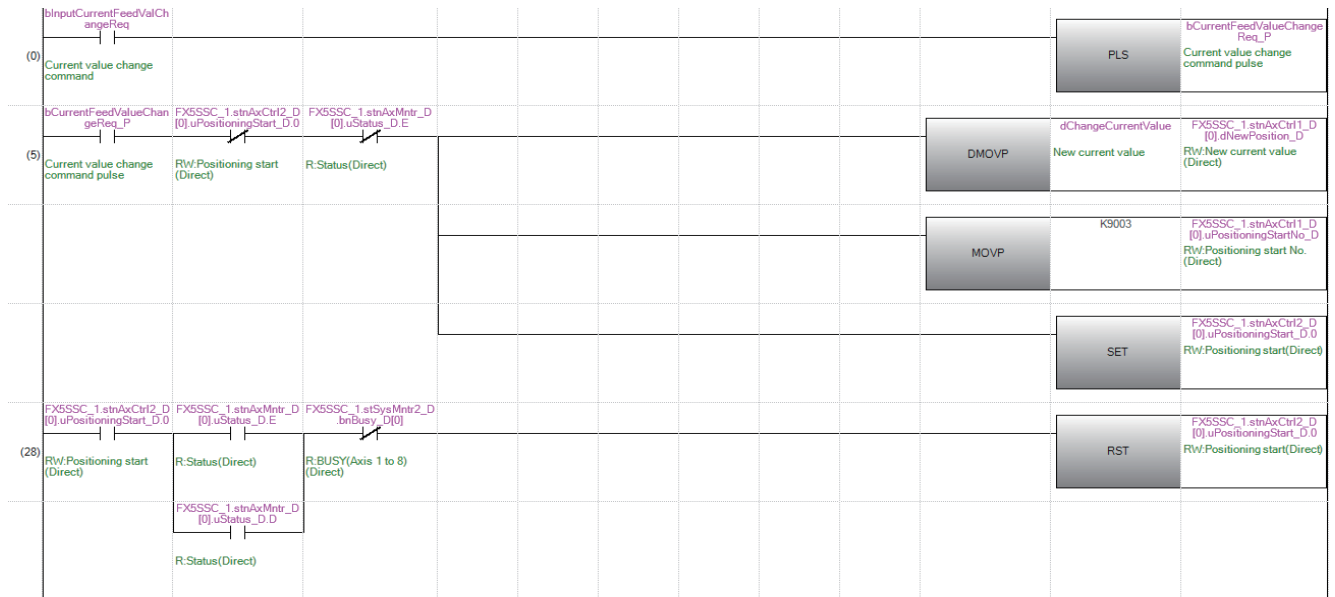 bInputCurrentFeedValCh
angeReq
Current value change
command
(0)
PLS
bCurrentFeedValueChange
Req_P
Current value change
command pulse
bCurrentFeedValueChan
geReq_P
Current value change
command pulse
FX5SSC_1.stnAxCtrl2_D
[0].uPositioningStart_D.0
RW:Positioning start
(Direct)
FX5SSC_1.stnAxMntr_D
[0].uStatus_D.E
R:Status(Direct)
(5)
DMOVP
dChangeCurrentValue
New current value
FX5SSC_1.stnAxCtrl1_D
[0].dNewPosition_D
RW:New current value
(Direct)
MOVP
K9003
FX5SSC_1.stnAxCtrl1_D
[0].uPositioningStartNo_D
RW:Positioning start No.
(Direct)
SET
FX5SSC_1.stnAxCtrl2_D
[0].uPositioningStart_D.0
RW:Positioning start(Direct)
FX5SSC_1.stnAxCtrl2_D
[0].uPositioningStart_D.0
RW:Positioning start
(Direct)
FX5SSC_1.stnAxMntr_D
[0].uStatus_D.E
R:Status(Direct)
FX5SSC_1.stSysMntr2_D
.bnBusy_D[0]
R:BUSY(Axis 1 to 8)
(Direct)
(28)
RST
FX5SSC_1.stnAxCtrl2_D
[0].uPositioningStart_D.0
RW:Positioning start(Direct)
FX5SSC_1.stnAxMntr_D
[0].uStatus_D.D
R:Status(Direct)